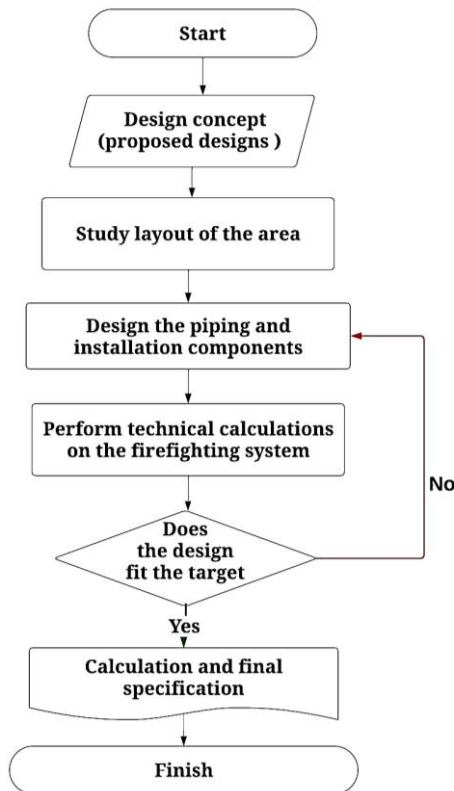 Start
Design concept
(proposed designs )
Study layout of the area
Design the piping and
installation components
Perform technical calculations
on the firefighting system
No
Does
the design
fit the target
Yes
Calculation and final
specification
Finish